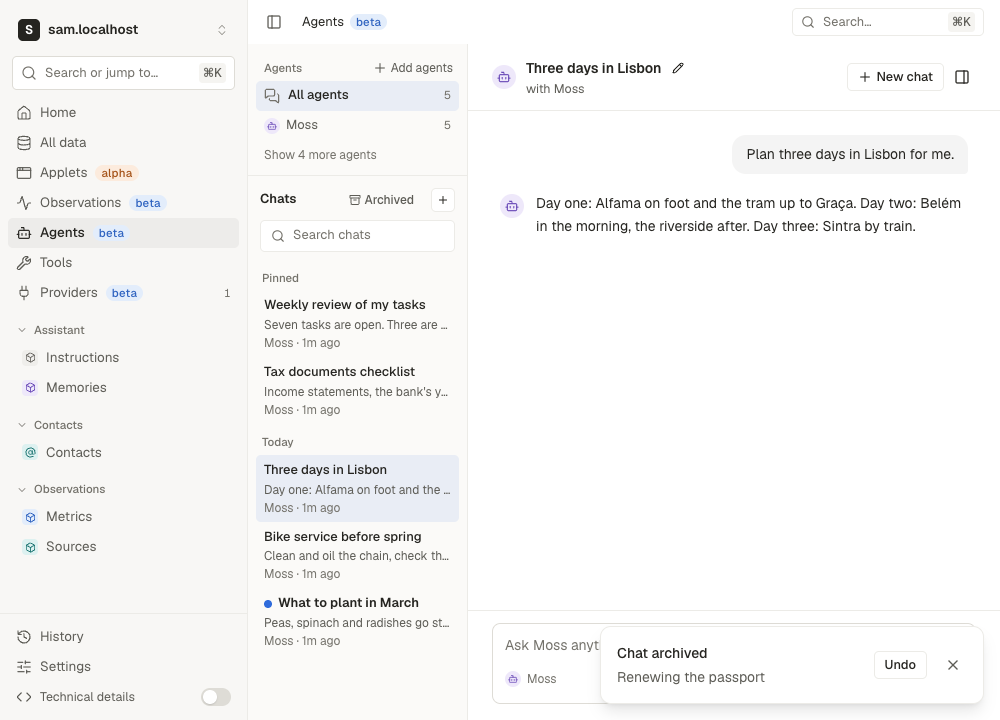 S sam.localhost
Search or jump to… ⌘K
Home
All data
Applets alpha
Observations beta
Agents beta
Tools
Providers beta 1
Assistant
Instructions
Memories
Contacts
Contacts
Observations
Metrics
Sources
History
Settings
Technical details
Agents beta
Search… ⌘K
Agents Add agents
All agents 5
Moss 5
Show 4 more agents
Chats Archived
Search chats
Pinned
Weekly review of my tasks
Seven tasks are open. Three are …
Moss · 1m ago
Tax documents checklist
Income statements, the bank's y…
Moss · 1m ago
Today
Three days in Lisbon
Day one: Alfama on foot and the …
Moss · 1m ago
Bike service before spring
Clean and oil the chain, check th…
Moss · 1m ago
What to plant in March
Peas, spinach and radishes go st…
Moss · 1m ago
Three days in Lisbon
with Moss
New chat
Plan three days in Lisbon for me.
Day one: Alfama on foot and the tram up to Graça. Day two: Belém
in the morning, the riverside after. Day three: Sintra by train.
Ask Moss
Moss
Chat archived
Renewing the passport
Undo